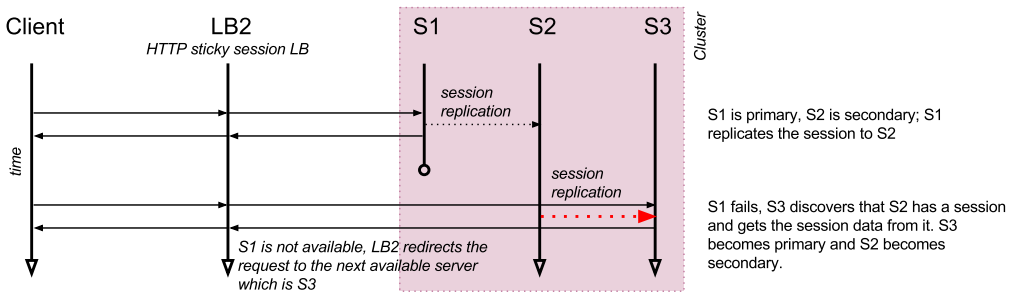 Client
LB2
S1
S2
S3
Cluster
HTTP sticky session LB
session
replication
S1 is primary, S2 is secondary; S1
replicates the session to S2
time
session
replication
S1 fails, S3 discovers that S2 has a session
and gets the session data from it. S3
becomes primary and S2 becomes
secondary.
S1 is not available, LB2 redirects the
request to the next available server
which is S3